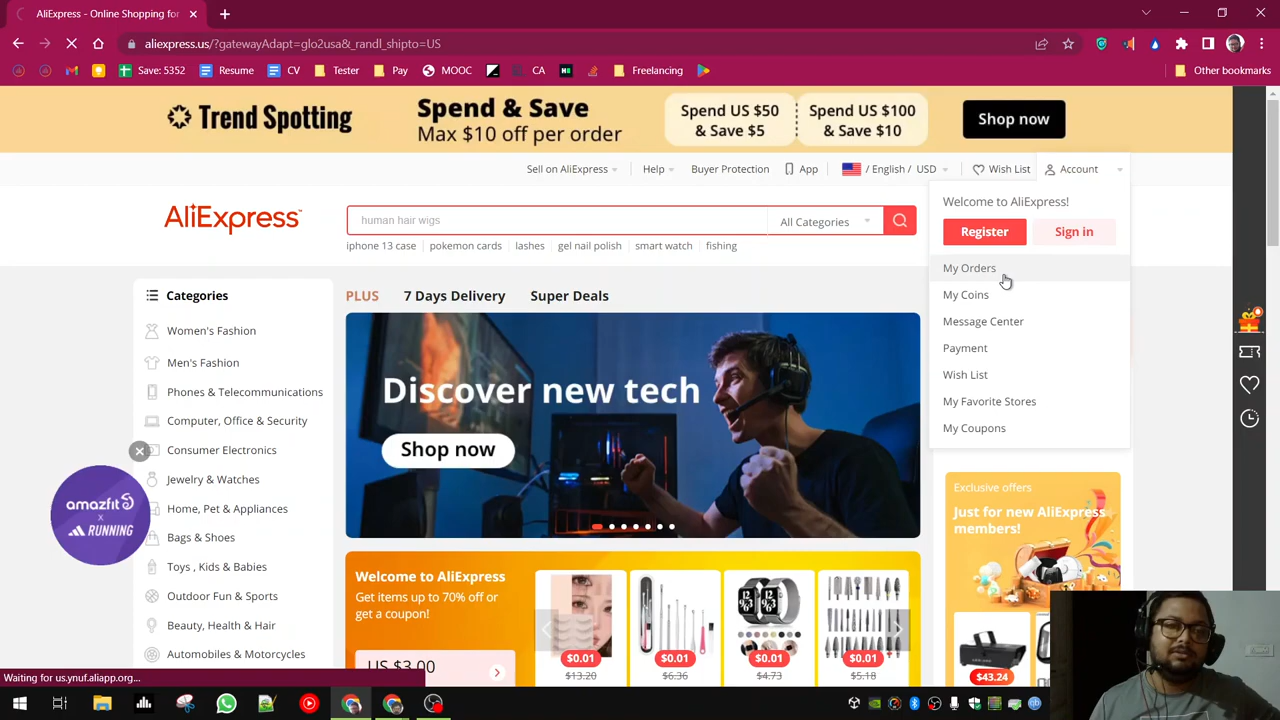 AliExpress - Online Shopping for
aliexpress.us/?gatewayAdapt=glo2usa&_randl_shipto=US
Save: 5352
Resume
CV
Tester
Pay
MOOC
CA
Freelancing
Other bookmarks
Trend Spotting
Spend & Save
Max $10 off per order
Spend US $50
& Save $5
Spend US $100
& Save $10
Shop now
Sell on AliExpress
Help
Buyer Protection
App
/ English / USD
Wish List
Account
AliExpress
human hair wigs
All Categories
iphone 13 case
pokemon cards
lashes
gel nail polish
smart watch
fishing
Welcome to AliExpress!
Register
Sign in
My Orders
My Coins
Message Center
Payment
Wish List
My Favorite Stores
My Coupons
Categories
Women's Fashion
Men's Fashion
Phones & Telecommunications
Computer, Office & Security
Consumer Electronics
Jewelry & Watches
Home, Pet & Appliances
Bags & Shoes
Toys , Kids & Babies
Outdoor Fun & Sports
Beauty, Health & Hair
Automobiles & Motorcycles
PLUS
7 Days Delivery
Super Deals
Discover new tech
Shop now
amazfit
x
RUNNING
Welcome to AliExpress
Get items up to 70% off or
get a coupon!
US $3.00
$0.01
$13.20
$0.01
$6.36
$0.01
$4.73
$0.01
$5.18
Exclusive offers
Just for new AliExpress
members!
$43.24
Waiting for us.ynuf.aliapp.org...